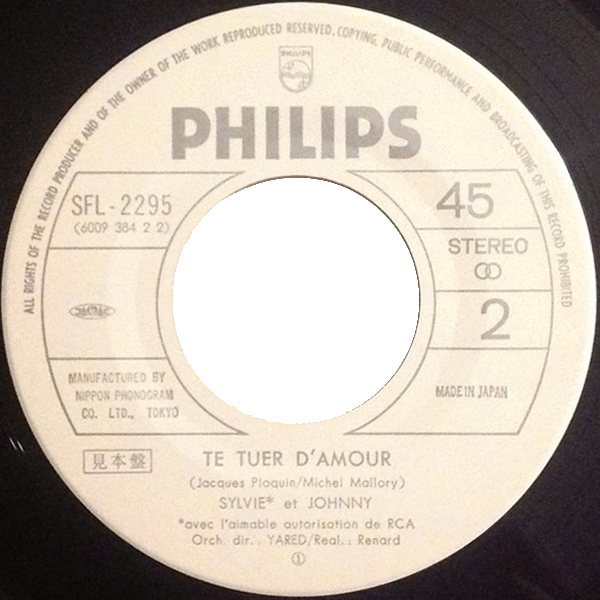 ALL RIGHTS OF THE RECORD PRODUCER AND OF THE OWNER OF THE WORK REPRODUCED RESERVED. COPYING, PUBLIC PERFORMANCE AND BROADCASTING OF THIS RECORD PROHIBITED
PHILIPS
PHILIPS
SFL-2295
(6009 384 2 2)
45
STEREO
2
MANUFACTURED BY
NIPPON PHONOGRAM
CO. LTD., TOKYO
MADE IN JAPAN
見本盤
TE TUER D'AMOUR
(Jacques Plaquin/Michel Mallory)
SYLVIE* et JOHNNY
*avec l'aimable autorisation de RCA
Orch. dir.. YARED/Real.: Renard
①